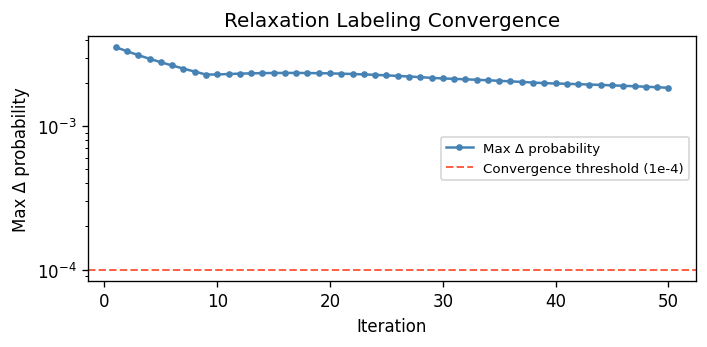 Relaxation Labeling Convergence
Max Δ probability
10⁻³
10⁻⁴
Max Δ probability
Convergence threshold (1e-4)
0 10 20 30 40 50
Iteration